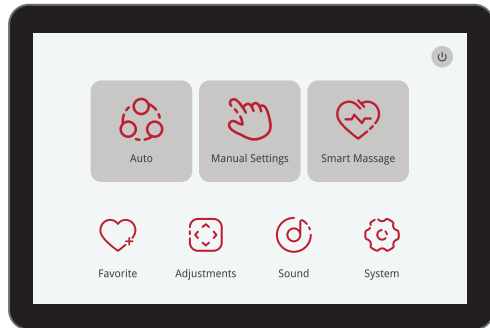 Auto
Manual Settings
Smart Massage
Favorite
Adjustments
Sound
System